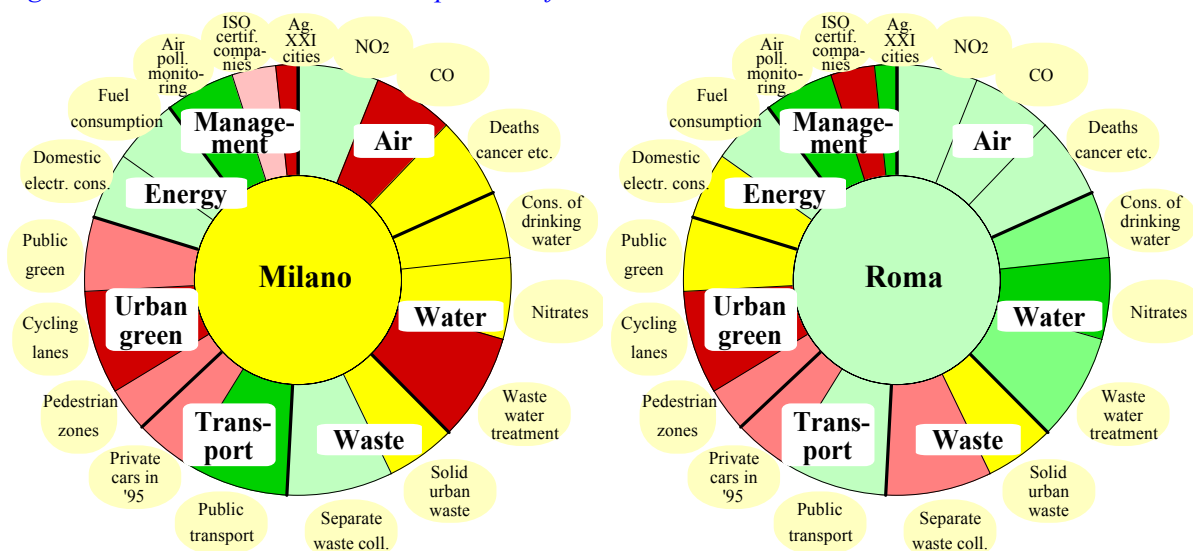 Ag.
XXI
cities
NO2
CO
Deaths
cancer etc.
Cons. of
drinking
water
Nitrates
Waste
water
treatment
Solid
urban
waste
Separate
waste coll.
Public
transport
Private
cars in
'95
Pedestrian
zones
Cycling
lanes
Public
green
Domestic
electr. cons.
Fuel
consumption
Air
poll.
monito-
ring
ISO
certif.
compa-
nies
Manage-
ment
Air
Energy
Milano
Water
Urban
green
Trans-
port
Waste
Ag.
XXI
cities
NO2
CO
Deaths
cancer etc.
Cons. of
drinking
water
Nitrates
Waste
water
treatment
Solid
urban
waste
Separate
waste coll.
Public
transport
Private
cars in
'95
Pedestrian
zones
Cycling
lanes
Public
green
Domestic
electr. cons.
Fuel
consumption
Air
poll.
monito-
ring
ISO
certif.
compa-
nies
Manage-
ment
Air
Energy
Roma
Water
Urban
green
Trans-
port
Waste